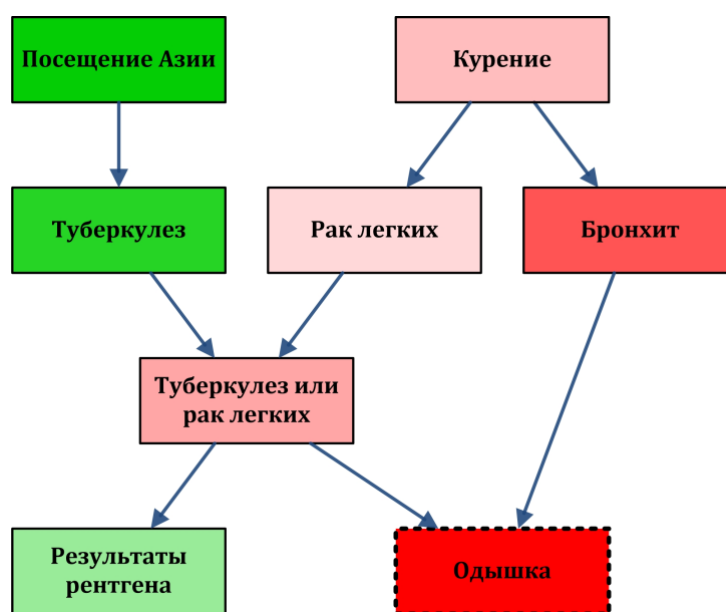 Посещение Азии
Курение
Туберкулез
Рак легких
Бронхит
Туберкулез или
рак легких
Результаты
рентгена
Одышка